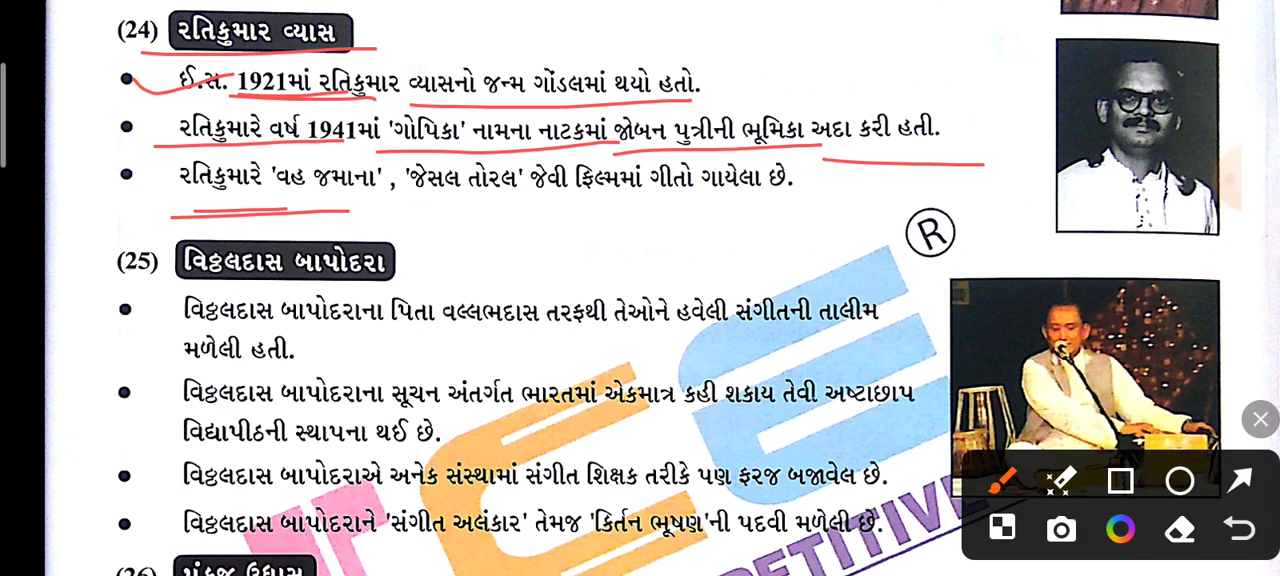 (24) રતિકુમાર વ્યાસ
● ઈ.સ. 1921માં રતિકુમાર વ્યાસનો જન્મ ગોંડલમાં થયો હતો.
● રતિકુમારે વર્ષ 1941માં 'ગોપિકા' નામના નાટકમાં જોબન પુત્રીની ભૂમિકા અદા કરી હતી.
● રતિકુમારે 'વહ જમાના' , 'જેસલ તોરલ' જેવી ફિલ્મમાં ગીતો ગાયેલા છે.
®
(25) વિઠ્ઠલદાસ બાપોદરા
● વિઠ્ઠલદાસ બાપોદરાના પિતા વલ્લભદાસ તરફથી તેઓને હવેલી સંગીતની તાલીમ
મળેલી હતી.
● વિઠ્ઠલદાસ બાપોદરાના સૂચન અંતર્ગત ભારતમાં એકમાત્ર કહી શકાય તેવી અષ્ટાછાપ
વિદ્યાપીઠની સ્થાપના થઈ છે.
● વિઠ્ઠલદાસ બાપોદરાએ અનેક સંસ્થામાં સંગીત શિક્ષક તરીકે પણ ફરજ બજાવેલ છે.
● વિઠ્ઠલદાસ બાપોદરાને 'સંગીત અલંકાર' તેમજ 'કિર્તન ભૂષણ'ની પદવી મળેલી છે.